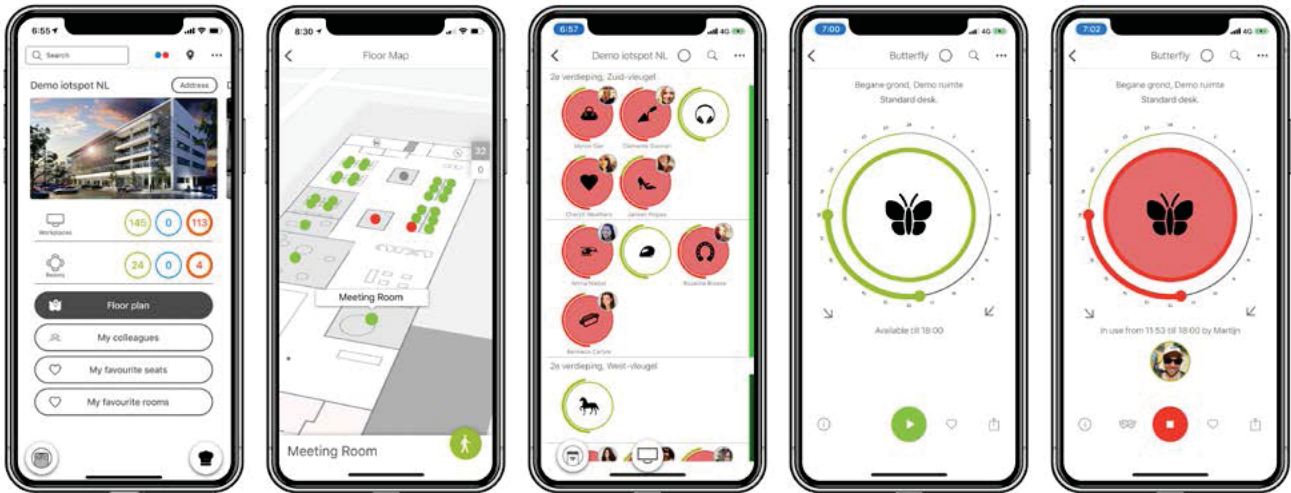 6:55
Search
Demo iotspot NL
Address
Workplaces
145
0
113
Rooms
24
0
4
Floor plan
My colleagues
My favourite seats
My favourite rooms
8:30
Floor Map
32
0
Meeting Room
Meeting Room
6:57
4G
Demo iotspot NL
2e verdieping, Zuid-vleugel
2e verdieping, West-vleugel
7:00
4G
Butterfly
Begane grond, Demo ruimte
Standard desk.
Available till 18:00
7:02
4G
Butterfly
Begane grond, Demo ruimte
Standard desk.
In use from 11:53 till 18:00 by Martijn